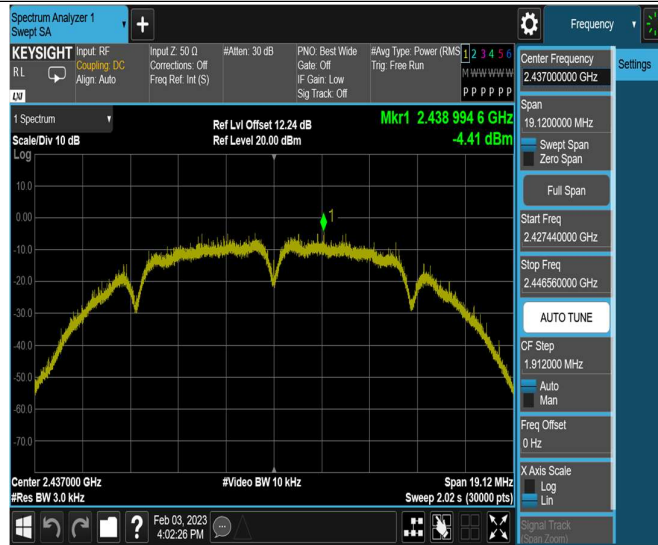 Spectrum Analyzer 1
Swept SA
+
Frequency
KEYSIGHT
RL
LXI
Input: RF
Coupling: DC
Align: Auto
Input Z: 50 Ω
Corrections: Off
Freq Ref: Int (S)
#Atten: 30 dB
PNO: Best Wide
Gate: Off
IF Gain: Low
Sig Track: Off
#Avg Type: Power (RMS
Trig: Free Run
1 2 3 4 5 6
M W W W W W
P P P P P P
1 Spectrum
Scale/Div 10 dB
Ref Lvl Offset 12.24 dB
Ref Level 20.00 dBm
Mkr1 2.438 994 6 GHz
-4.41 dBm
Log
10.0
0.00
-10.0
-20.0
-30.0
-40.0
-50.0
-60.0
-70.0
1
Center 2.437000 GHz
#Res BW 3.0 kHz
#Video BW 10 kHz
Span 19.12 MHz
Sweep 2.02 s (30000 pts)
Center Frequency
2.437000000 GHz
Settings
Span
19.1200000 MHz
Swept Span
Zero Span
Full Span
Start Freq
2.427440000 GHz
Stop Freq
2.446560000 GHz
AUTO TUNE
CF Step
1.912000 MHz
Auto
Man
Freq Offset
0 Hz
X Axis Scale
Log
Lin
Signal Track
(Span Zoom)
?
Feb 03, 2023
4:02:26 PM